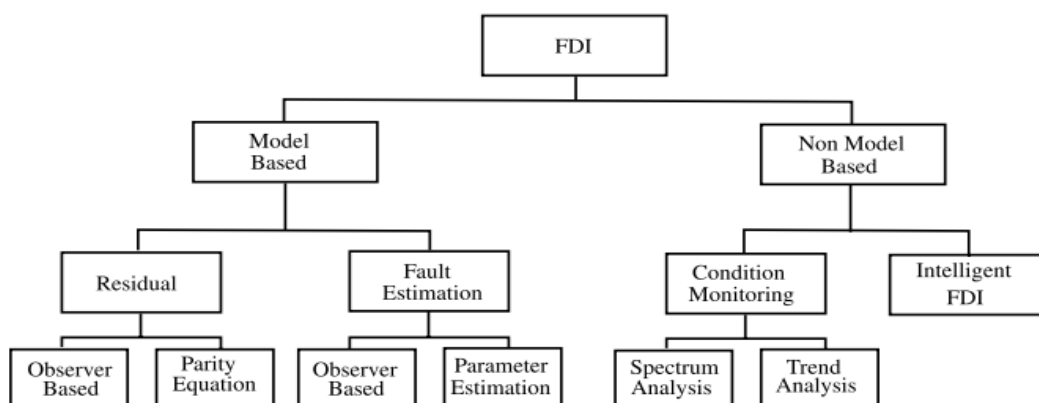 FDI
Model
Based
Non Model
Based
Residual
Fault
Estimation
Condition
Monitoring
Intelligent
FDI
Observer
Based
Parity
Equation
Observer
Based
Parameter
Estimation
Spectrum
Analysis
Trend
Analysis